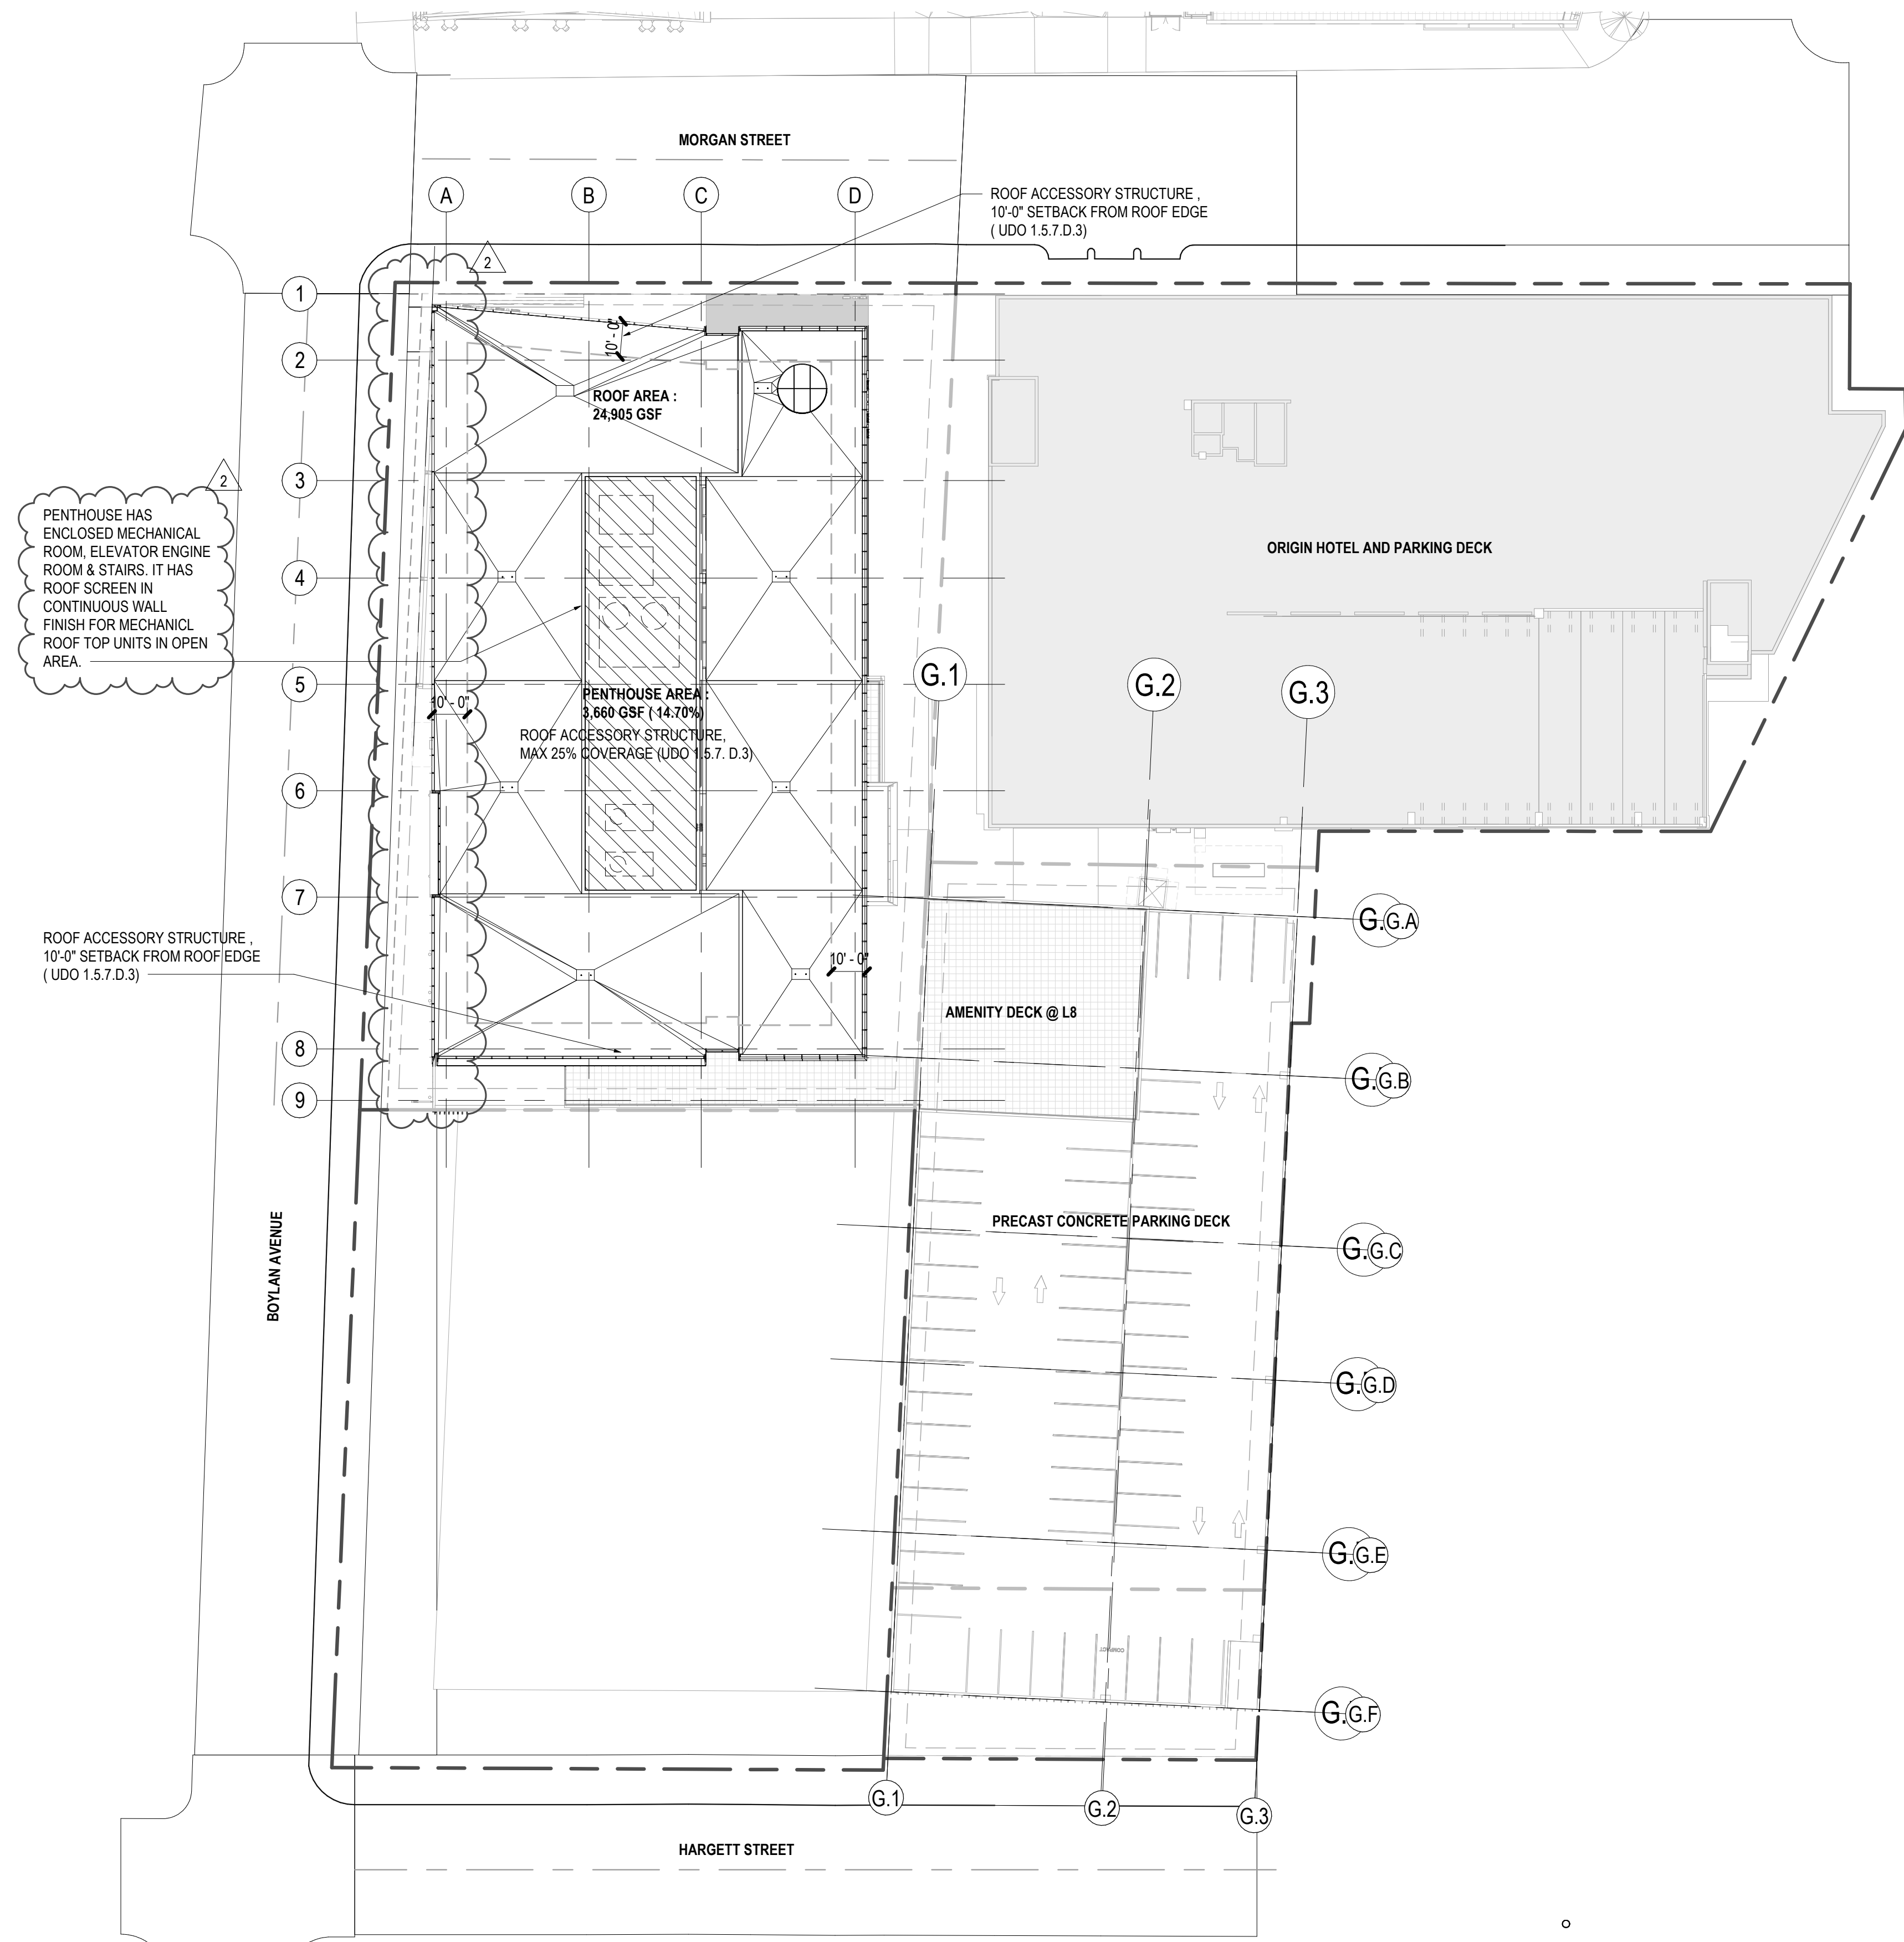 MORGAN STREET
A
B
C
D
ROOF ACCESSORY STRUCTURE ,
10'-0" SETBACK FROM ROOF EDGE
( UDO 1.5.7.D.3)
2
1
2
3
4
5
6
7
8
9
10' - 0"
ROOF AREA :
24,905 GSF
2
PENTHOUSE HAS
ENCLOSED MECHANICAL
ROOM, ELEVATOR ENGINE
ROOM & STAIRS. IT HAS
ROOF SCREEN IN
CONTINUOUS WALL
FINISH FOR MECHANICL
ROOF TOP UNITS IN OPEN
AREA.
ORIGIN HOTEL AND PARKING DECK
G.1
G.2
G.3
10' - 0"
PENTHOUSE AREA :
3,660 GSF ( 14.70%)
ROOF ACCESSORY STRUCTURE,
MAX 25% COVERAGE (UDO 1.5.7. D.3)
ROOF ACCESSORY STRUCTURE ,
10'-0" SETBACK FROM ROOF EDGE
( UDO 1.5.7.D.3)
10' - 0"
AMENITY DECK @ L8
G. G.A
G. G.B
PRECAST CONCRETE PARKING DECK
G. G.C
G. G.D
G. G.E
G. G.F
BOYLAN AVENUE
COMPACT
G.1
G.2
G.3
HARGETT STREET